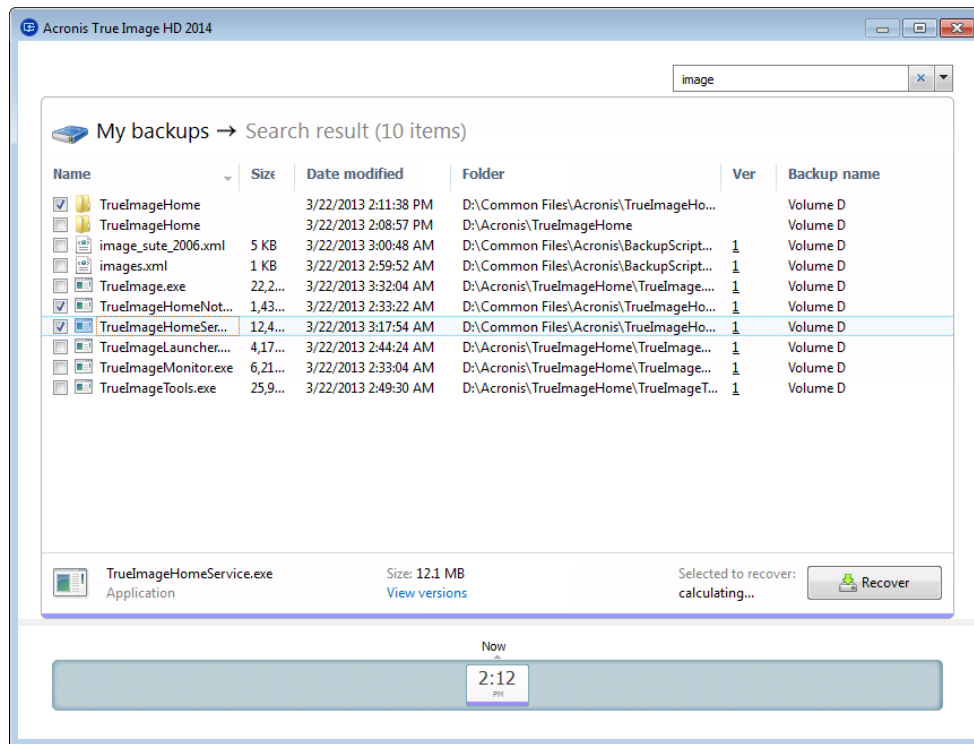 Acronis True Image HD 2014
image
My backups → Search result (10 items)
Name Size Date modified Folder Ver Backup name
TrueImageHome 3/22/2013 2:11:38 PM D:\Common Files\Acronis\TrueImageHo... Volume D
TrueImageHome 3/22/2013 2:08:57 PM D:\Acronis\TrueImageHome Volume D
image_sute_2006.xml 5 KB 3/22/2013 3:00:48 AM D:\Common Files\Acronis\BackupScript... 1 Volume D
images.xml 1 KB 3/22/2013 2:59:52 AM D:\Common Files\Acronis\BackupScript... 1 Volume D
TrueImage.exe 22,2... 3/22/2013 3:32:04 AM D:\Acronis\TrueImageHome\TrueImage.... 1 Volume D
TrueImageHomeNot... 1,43... 3/22/2013 2:33:22 AM D:\Common Files\Acronis\TrueImageHo... 1 Volume D
TrueImageHomeSer... 12,4... 3/22/2013 3:17:54 AM D:\Common Files\Acronis\TrueImageHo... 1 Volume D
TrueImageLauncher.... 4,17... 3/22/2013 2:44:24 AM D:\Acronis\TrueImageHome\TrueImage... 1 Volume D
TrueImageMonitor.exe 6,21... 3/22/2013 2:33:04 AM D:\Acronis\TrueImageHome\TrueImage... 1 Volume D
TrueImageTools.exe 25,9... 3/22/2013 2:49:30 AM D:\Acronis\TrueImageHome\TrueImageT... 1 Volume D
TrueImageHomeService.exe Size: 12.1 MB Selected to recover:
Application View versions calculating...
Recover
Now
2:12
PM